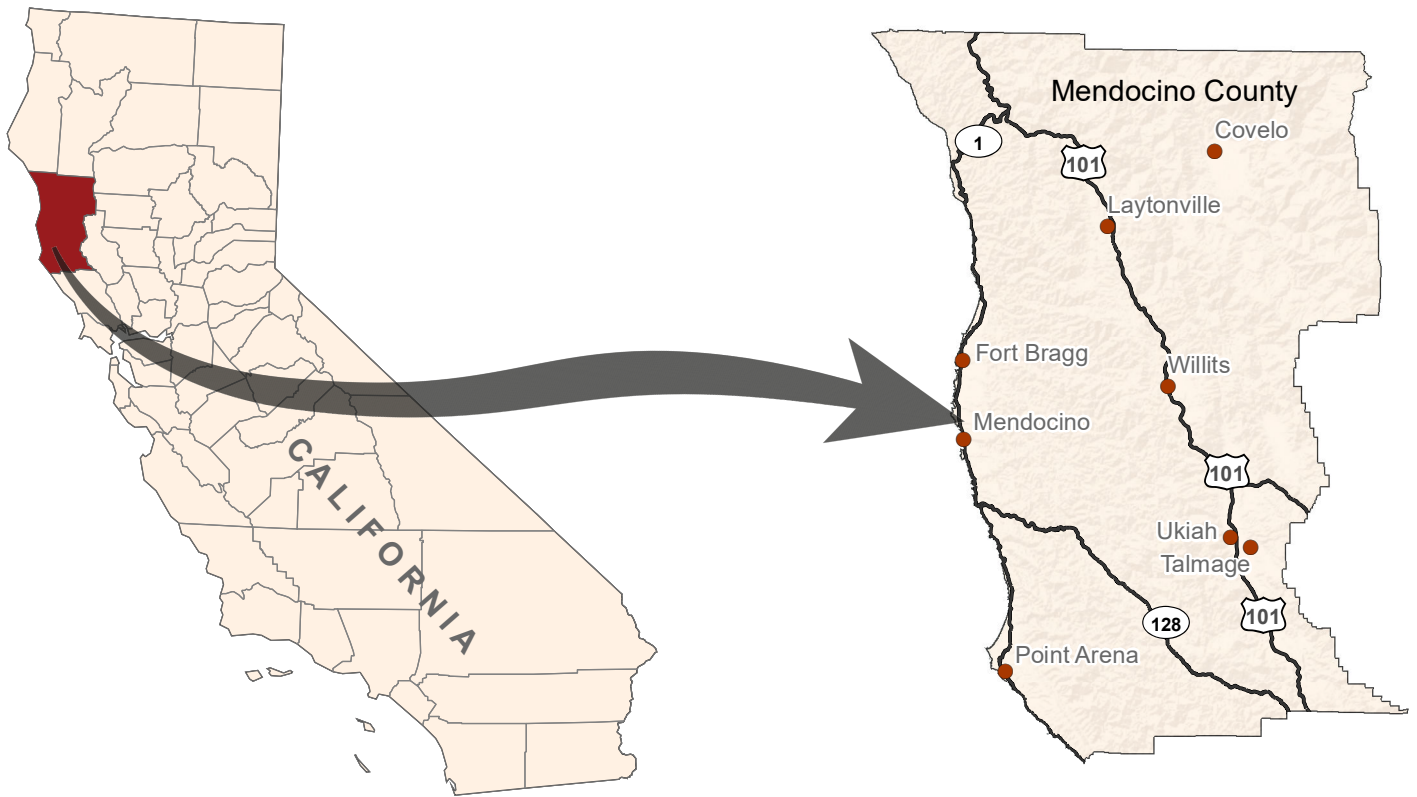 CALIFORNIA
Mendocino County
Covelo
1
101
Laytonville
Fort Bragg
Willits
Mendocino
101
Ukiah
Talmage
101
128
Point Arena